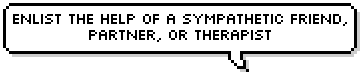 ENLIST THE HELP OF A SYMPATHETIC FRIEND,
PARTNER, OR THERAPIST